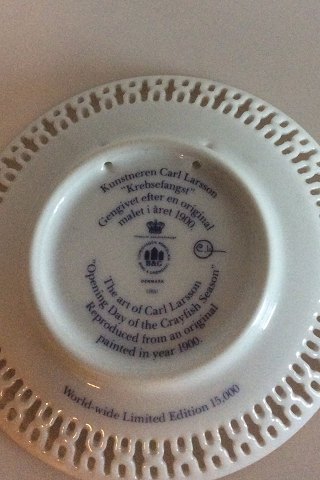 Kunstneren Carl Larsson
"Krebsefangst"
Gengivet efter en original
malet i året 1900.
B&G
DENMARK
The art of Carl Larsson
"Opening Day of the Crayfish Season"
Reproduced from an original
painted in year 1900.
World-wide Limited Edition 15,000